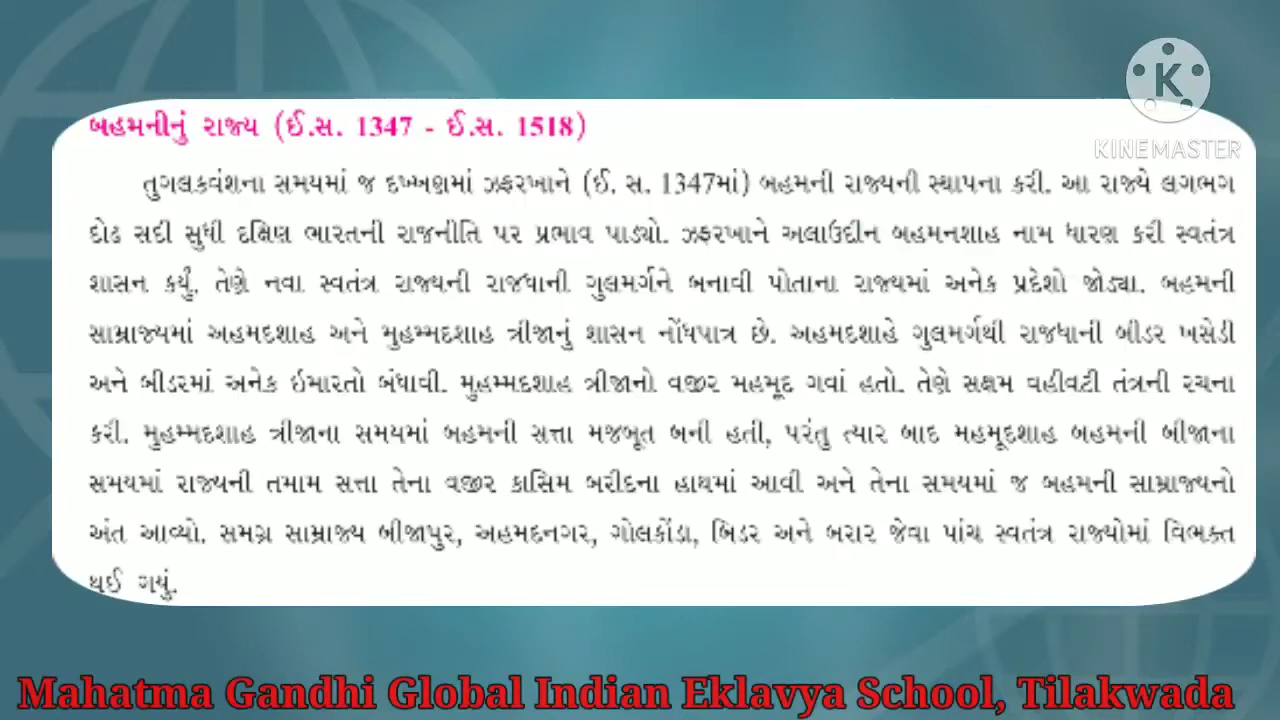 K
KINEMASTER
બહમનીનું રાજ્ય (ઈ.સ. 1347 - ઈ.સ. 1518)
તુગલકવંશના સમયમાં જ દખ્ખણમાં ઝફરખાને (ઈ. સ. 1347માં) બહમની રાજ્યની સ્થાપના કરી. આ રાજ્યે લગભગ
દોઢ સદી સુધી દક્ષિણ ભારતની રાજનીતિ પર પ્રભાવ પાડ્યો. ઝફરખાને અલાઉદીન બહમનશાહ નામ ધારણ કરી સ્વતંત્ર
શાસન કર્યું. તેણે નવા સ્વતંત્ર રાજ્યની રાજધાની ગુલમર્ગને બનાવી પોતાના રાજ્યમાં અનેક પ્રદેશો જોડ્યા. બહમની
સામ્રાજ્યમાં અહમદશાહ અને મુહમ્મદશાહ ત્રીજાનું શાસન નોંધપાત્ર છે. અહમદશાહે ગુલમર્ગથી રાજધાની બીડર ખસેડી
અને બીડરમાં અનેક ઇમારતો બંધાવી. મુહમ્મદશાહ ત્રીજાનો વજીર મહમૂદ ગવાં હતો. તેણે સક્ષમ વહીવટી તંત્રની રચના
કરી. મુહમ્મદશાહ ત્રીજાના સમયમાં બહમની સત્તા મજબૂત બની હતી, પરંતુ ત્યાર બાદ મહમૂદશાહ બહમની બીજાના
સમયમાં રાજ્યની તમામ સત્તા તેના વજીર કાસિમ બરીદના હાથમાં આવી અને તેના સમયમાં જ બહમની સામ્રાજ્યનો
અંત આવ્યો. સમગ્ર સામ્રાજ્ય બીજાપુર, અહમદનગર, ગોલકોંડા, બિડર અને બરાર જેવા પાંચ સ્વતંત્ર રાજ્યોમાં વિભક્ત
થઈ ગયું.
Mahatma Gandhi Global Indian Eklavya School, Tilakwada